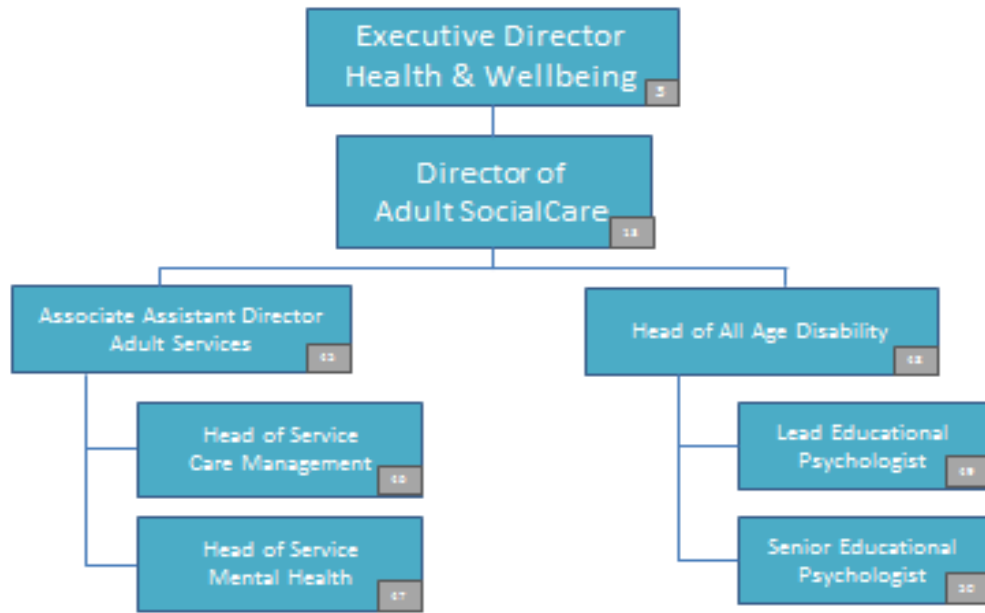 Executive Director
Health & Wellbeing
Director of
Adult SocialCare
Associate Assistant Director
Adult Services
Head of All Age Disability
Head of Service
Care Management
Lead Educational
Psychologist
Head of Service
Mental Health
Senior Educational
Psychologist